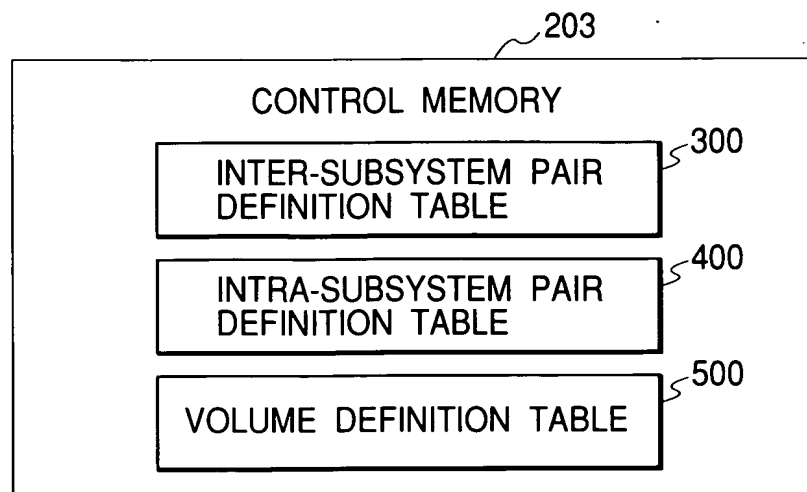 203
CONTROL MEMORY
300
INTER-SUBSYSTEM PAIR
DEFINITION TABLE
400
INTRA-SUBSYSTEM PAIR
DEFINITION TABLE
500
VOLUME DEFINITION TABLE